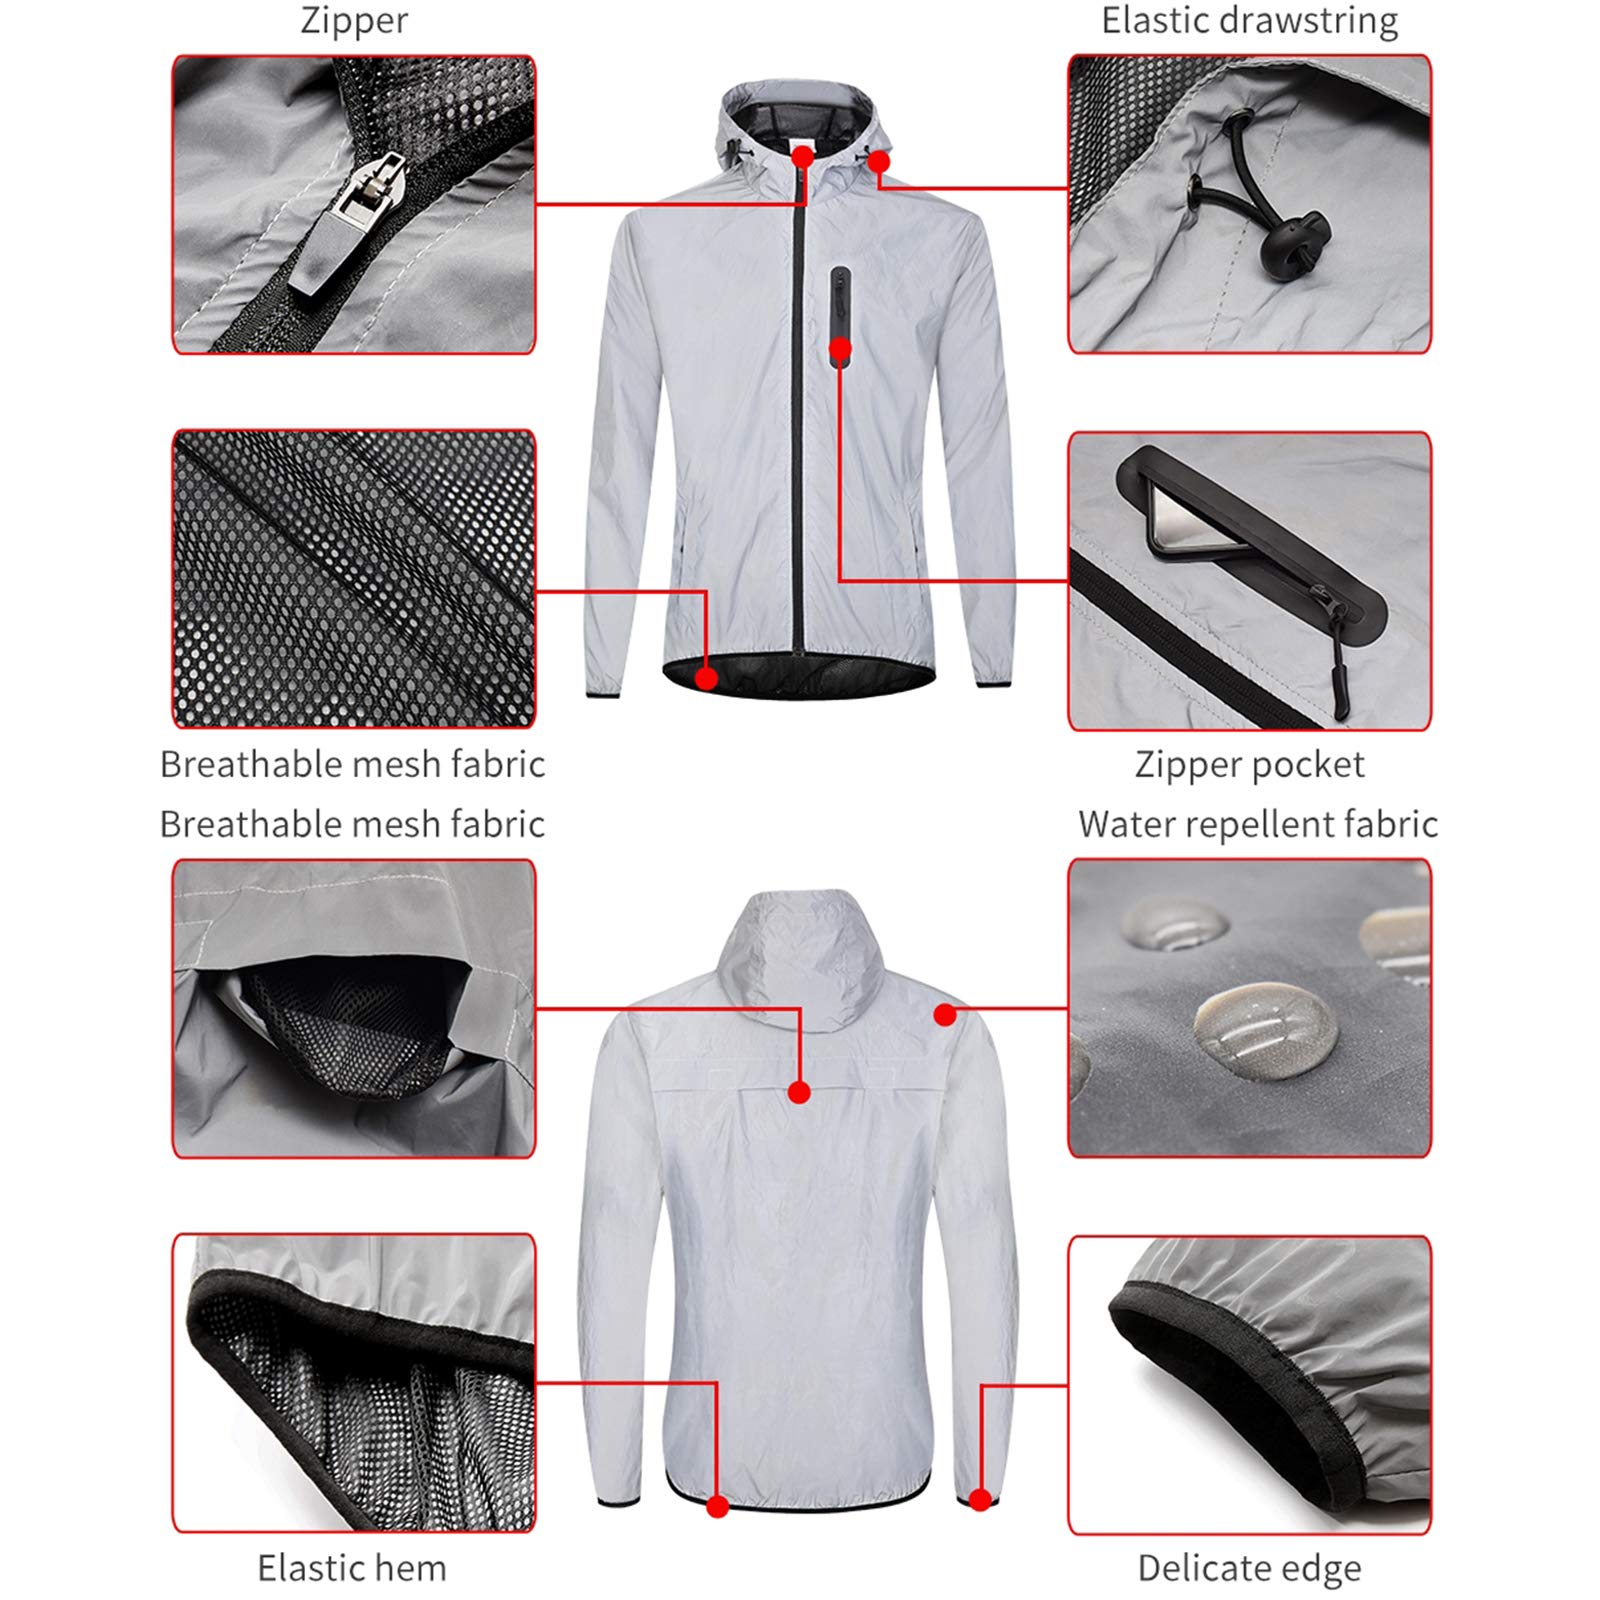 Zipper
Elastic drawstring
Breathable mesh fabric
Zipper pocket
Breathable mesh fabric
Water repellent fabric
Elastic hem
Delicate edge